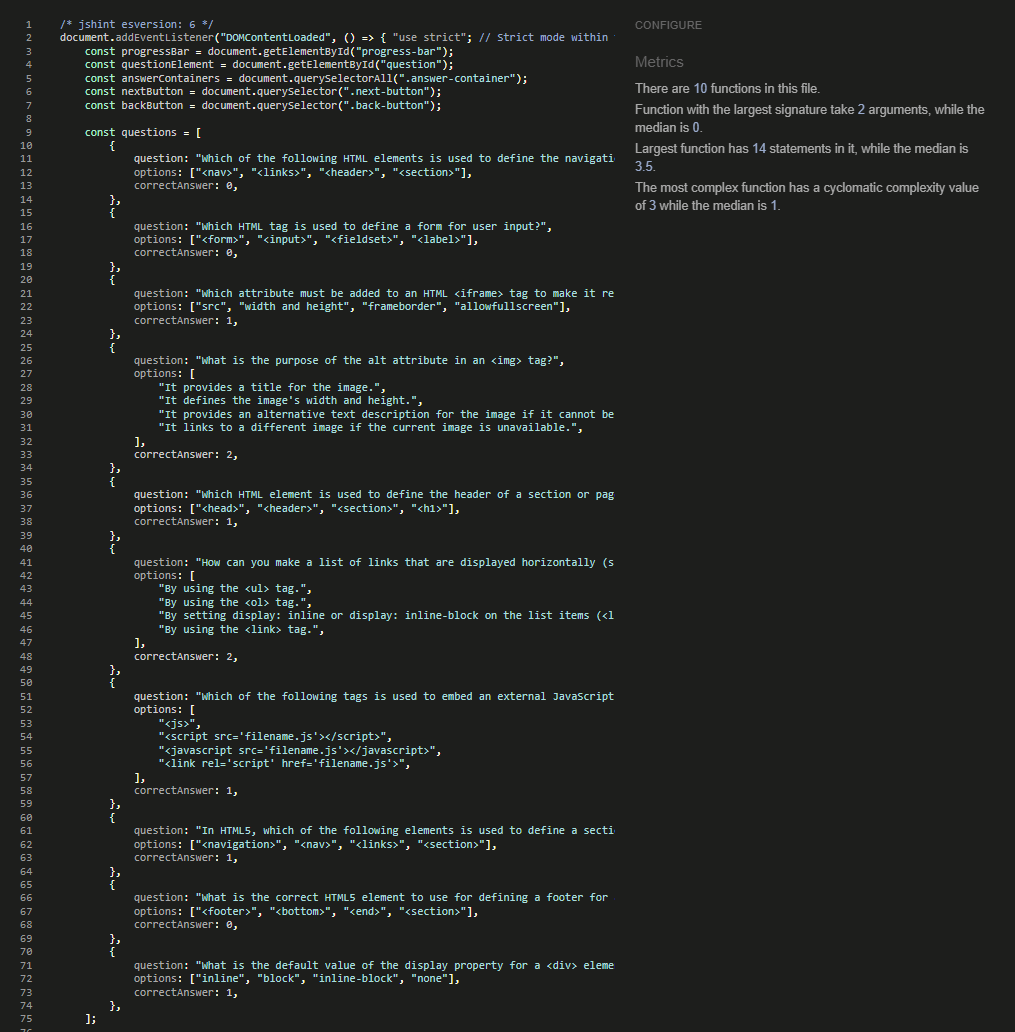 1 /* jshint esversion: 6 */
2 document.addEventListener("DOMContentLoaded", () => { "use strict"; // Strict mode within
3 const progressBar = document.getElementById("progress-bar");
4 const questionElement = document.getElementById("question");
5 const answerContainers = document.querySelectorAll(".answer-container");
6 const nextButton = document.querySelector(".next-button");
7 const backButton = document.querySelector(".back-button");
8
9 const questions = [
10 {
11 question: "Which of the following HTML elements is used to define the navigati
12 options: ["<nav>", "<links>", "<header>", "<section>"],
13 correctAnswer: 0,
14 },
15 {
16 question: "Which HTML tag is used to define a form for user input?",
17 options: ["<form>", "<input>", "<fieldset>", "<label>"],
18 correctAnswer: 0,
19 },
20 {
21 question: "Which attribute must be added to an HTML <iframe> tag to make it re
22 options: ["src", "width and height", "frameborder", "allowfullscreen"],
23 correctAnswer: 1,
24 },
25 {
26 question: "What is the purpose of the alt attribute in an <img> tag?",
27 options: [
28 "It provides a title for the image.",
29 "It defines the image's width and height.",
30 "It provides an alternative text description for the image if it cannot be
31 "It links to a different image if the current image is unavailable.",
32 ],
33 correctAnswer: 2,
34 },
35 {
36 question: "Which HTML element is used to define the header of a section or pag
37 options: ["<head>", "<header>", "<section>", "<h1>"],
38 correctAnswer: 1,
39 },
40 {
41 question: "How can you make a list of links that are displayed horizontally (s
42 options: [
43 "By using the <ul> tag.",
44 "By using the <ol> tag.",
45 "By setting display: inline or display: inline-block on the list items (<l
46 "By using the <link> tag.",
47 ],
48 correctAnswer: 2,
49 },
50 {
51 question: "Which of the following tags is used to embed an external JavaScript
52 options: [
53 "<js>",
54 "<script src='filename.js'></script>",
55 "<javascript src='filename.js'></javascript>",
56 "<link rel='script' href='filename.js'>",
57 ],
58 correctAnswer: 1,
59 },
60 {
61 question: "In HTML5, which of the following elements is used to define a secti
62 options: ["<navigation>", "<nav>", "<links>", "<section>"],
63 correctAnswer: 1,
64 },
65 {
66 question: "What is the correct HTML5 element to use for defining a footer for
67 options: ["<footer>", "<bottom>", "<end>", "<section>"],
68 correctAnswer: 0,
69 },
70 {
71 question: "What is the default value of the display property for a <div> eleme
72 options: ["inline", "block", "inline-block", "none"],
73 correctAnswer: 1,
74 },
75 ];
CONFIGURE
Metrics
There are 10 functions in this file.
Function with the largest signature take 2 arguments, while the
median is 0.
Largest function has 14 statements in it, while the median is
3.5.
The most complex function has a cyclomatic complexity value
of 3 while the median is 1.